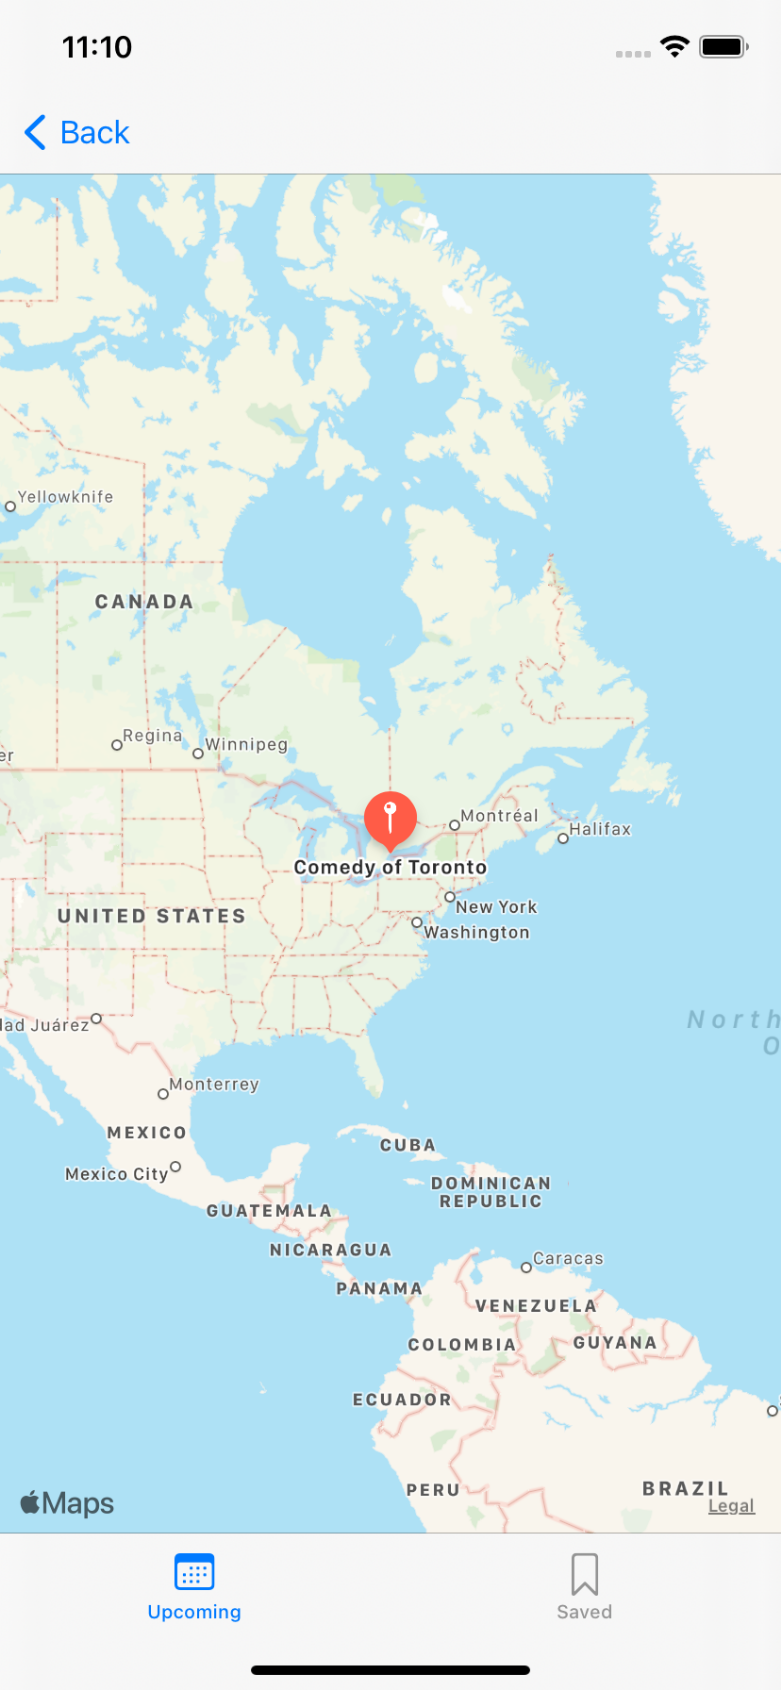 11:10
Back
Yellowknife
CANADA
Regina
Winnipeg
er
Montréal
Halifax
Comedy of Toronto
New York
UNITED STATES
Washington
North
O
dad Juárez
Monterrey
MEXICO
CUBA
Mexico City
DOMINICAN
REPUBLIC
GUATEMALA
NICARAGUA
Caracas
PANAMA
VENEZUELA
COLOMBIA
GUYANA
ECUADOR
PERU
BRAZIL
Maps
Legal
Upcoming
Saved